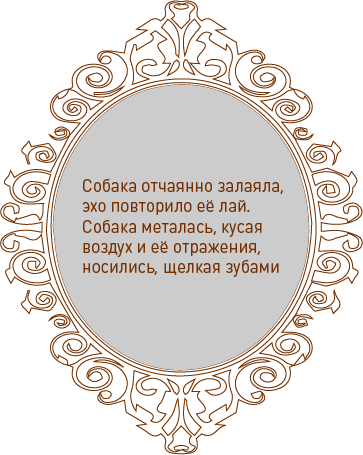 Собака отчаянно залаяла,
эхо повторило её лай.
Собака металась, кусая
воздух и её отражения,
носились, щелкая зубами